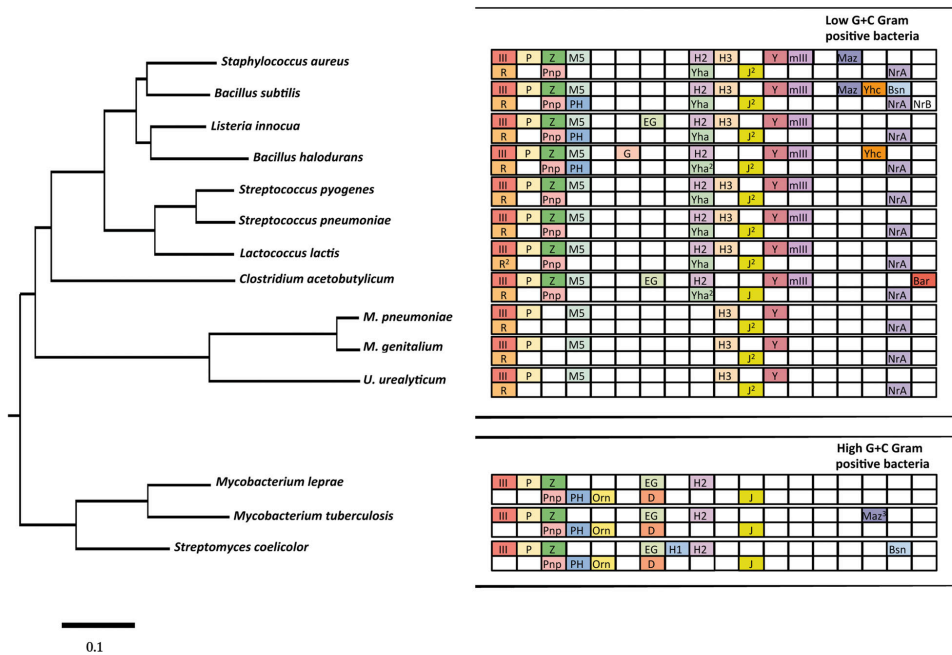 Low G+C Gram
positive bacteria
Staphylococcus aureus
III P Z M5 H2 H3 Y mIII Maz
R Pnp Yha J² NrA
Bacillus subtilis
III P Z M5 H2 H3 Y mIII Maz Yhc Bsn
R Pnp PH Yha J² NrA NrB
Listeria innocua
III P Z M5 EG H2 H3 Y mIII
R Pnp PH Yha J² NrA
Bacillus halodurans
III P Z M5 G H2 Y mIII Yhc
R Pnp PH Yha² J² NrA
Streptococcus pyogenes
III P Z M5 H2 H3 Y mIII
R Pnp Yha J² NrA
Streptococcus pneumoniae
III P Z M5 H2 H3 Y mIII
R Pnp Yha J² NrA
Lactococcus lactis
III P Z M5 H2 H3 Y mIII
R² Pnp Yha J² NrA
Clostridium acetobutylicum
III P Z M5 EG H2 Y mIII Bar
R Pnp Yha² J NrA
M. pneumoniae
III P M5 H3 Y
R J² NrA
M. genitalium
III P M5 H3 Y
R J² NrA
U. urealyticum
III P M5 H3 Y
R J² NrA
High G+C Gram
positive bacteria
Mycobacterium leprae
III P Z EG H2
Pnp PH Orn D J
Mycobacterium tuberculosis
III P Z EG H2 Maz³
Pnp PH Orn D J
Streptomyces coelicolor
III P Z EG H1 H2 Bsn
Pnp PH Orn D J
0.1